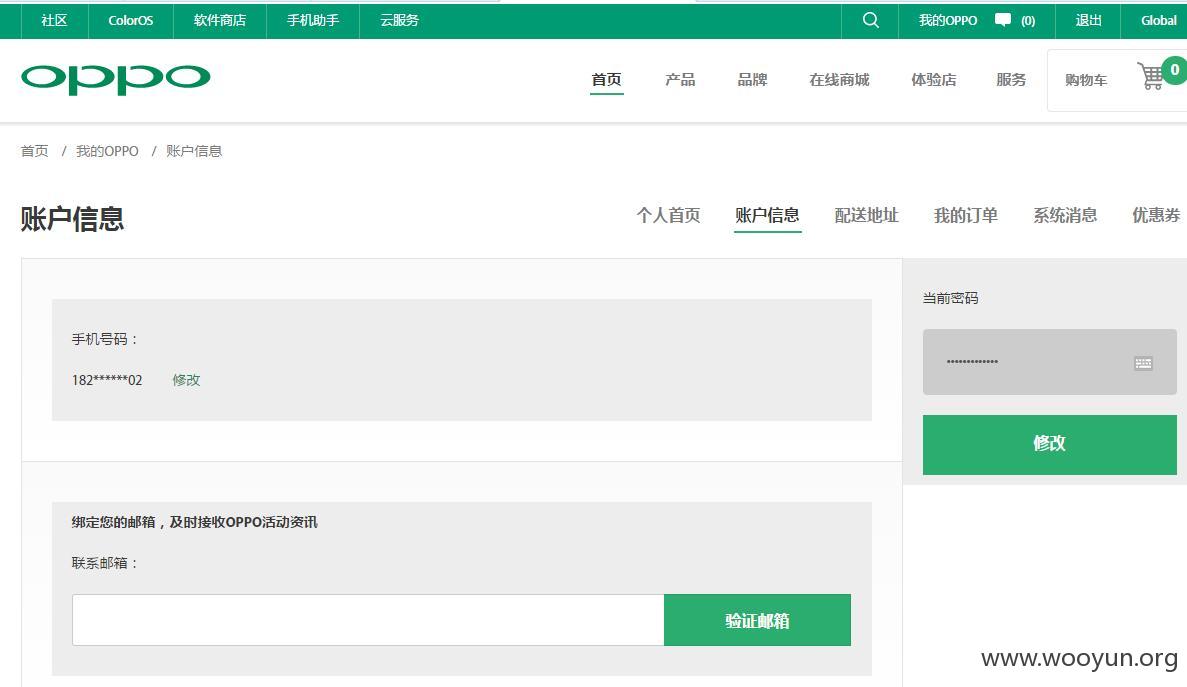 社区 ColorOS 软件商店 手机助手 云服务 我的OPPO (0) 退出 Global
oppo 首页 产品 品牌 在线商城 体验店 服务 购物车 0
首页 / 我的OPPO / 账户信息
账户信息 个人首页 账户信息 配送地址 我的订单 系统消息 优惠券
手机号码：
182******02 修改
绑定您的邮箱，及时接收OPPO活动资讯
联系邮箱：
验证邮箱
当前密码
•••••••••••••
修改
www.wooyun.org